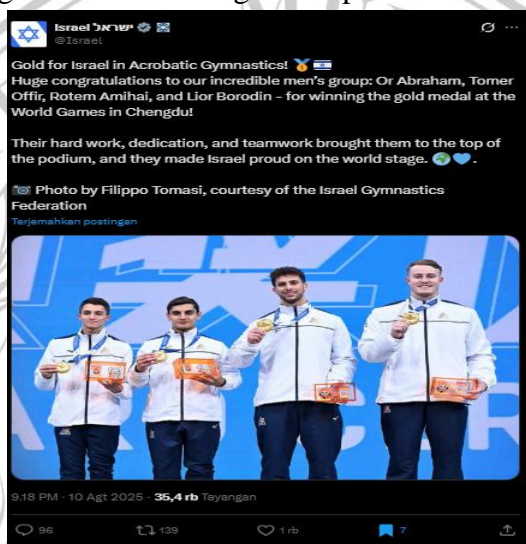 Israel ישראל
@Israel
Gold for Israel in Acrobatic Gymnastics! 🥇🇮🇱
Huge congratulations to our incredible men's group: Or Abraham, Tomer
Offir, Rotem Amihai, and Lior Borodin – for winning the gold medal at the
World Games in Chengdu!
Their hard work, dedication, and teamwork brought them to the top of
the podium, and they made Israel proud on the world stage. 🌍💙.
📷 Photo by Filippo Tomasi, courtesy of the Israel Gymnastics
Federation
Terjemahkan postingan
9.18 PM · 10 Agt 2025 · 35,4 rb Tayangan
96 139 1 rb 7